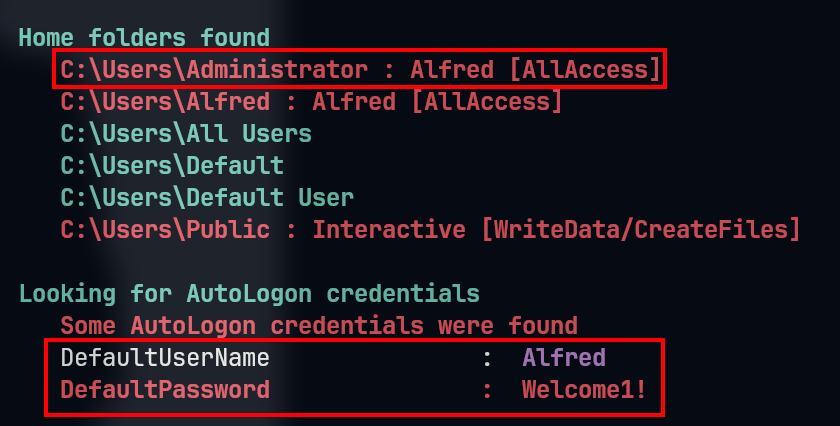 Home folders found
C:\Users\Administrator : Alfred [AllAccess]
C:\Users\Alfred : Alfred [AllAccess]
C:\Users\All Users
C:\Users\Default
C:\Users\Default User
C:\Users\Public : Interactive [WriteData/CreateFiles]
Looking for AutoLogon credentials
Some AutoLogon credentials were found
DefaultUserName : Alfred
DefaultPassword : Welcome1!